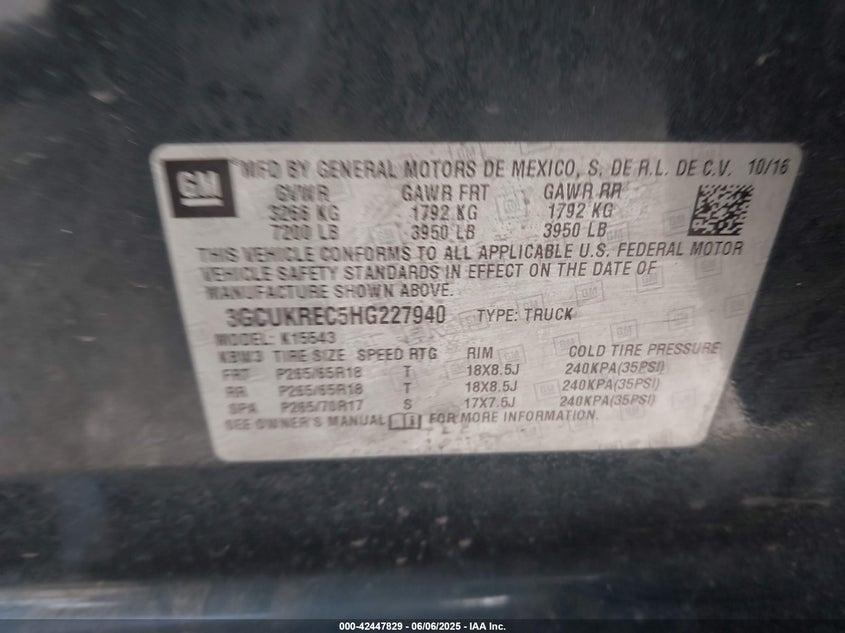 GM MFD BY GENERAL MOTORS DE MEXICO, S. DE R.L. DE C.V. 10/16
GVWR GAWR FRT GAWR RR
3266 KG 1792 KG 1792 KG
7200 LB 3950 LB 3950 LB
THIS VEHICLE CONFORMS TO ALL APPLICABLE U.S. FEDERAL MOTOR
VEHICLE SAFETY STANDARDS IN EFFECT ON THE DATE OF
MANUFACTURE SHOWN ABOVE.
3GCUKREC5HG227940 TYPE: TRUCK
MODEL: K15543
KBM3 TIRE SIZE SPEED RTG RIM COLD TIRE PRESSURE
FRT P265/65R18 T 18X8.5J 240KPA(35PSI)
RR P265/65R18 T 18X8.5J 240KPA(35PSI)
SPA P265/70R17 S 17X7.5J 240KPA(35PSI)
SEE OWNER'S MANUAL FOR MORE INFORMATION.
000-42447829 - 06/06/2025 - IAA Inc.